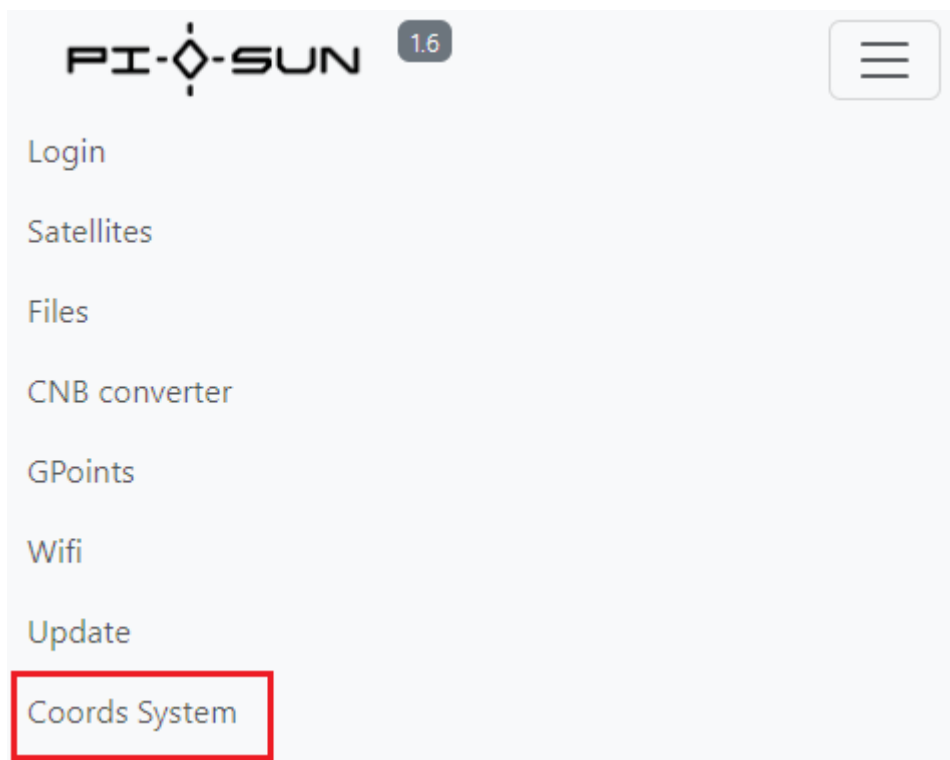 PI-◇-SUN 1.6
Login
Satellites
Files
CNB converter
GPoints
Wifi
Update
Coords System